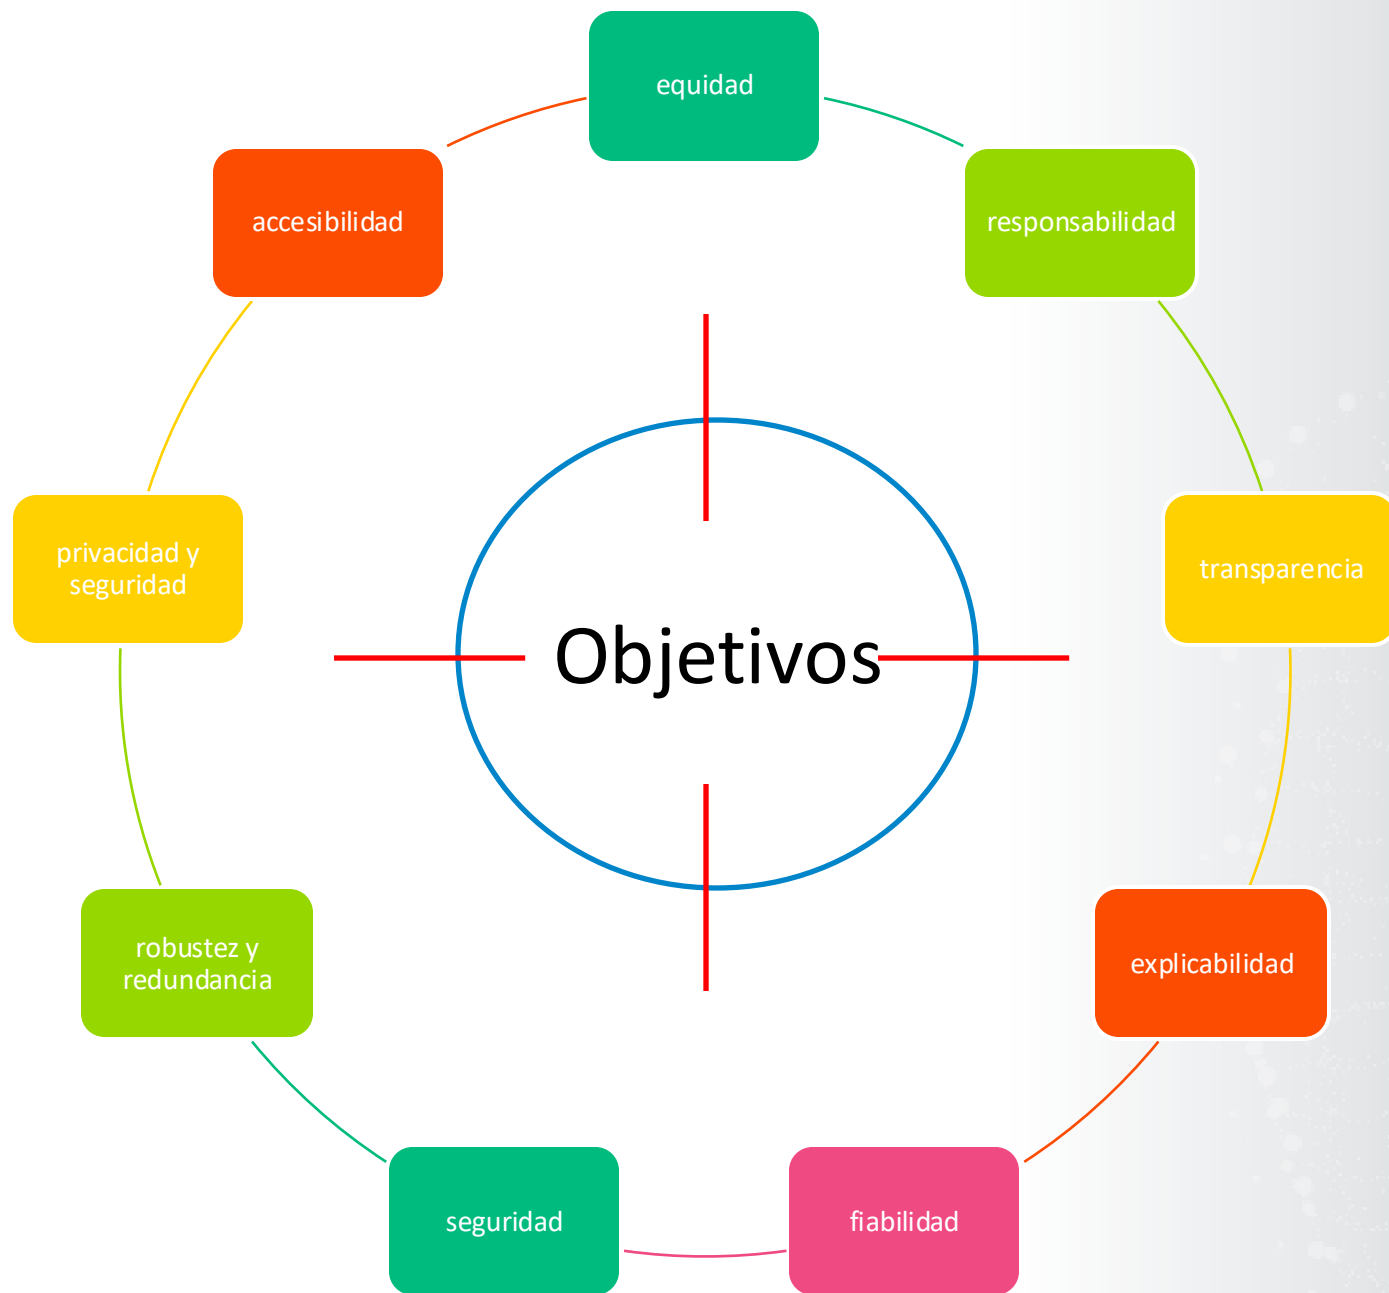 equidad
accesibilidad
responsabilidad
privacidad y
seguridad
transparencia
Objetivos
robustez y
redundancia
explicabilidad
seguridad
fiabilidad